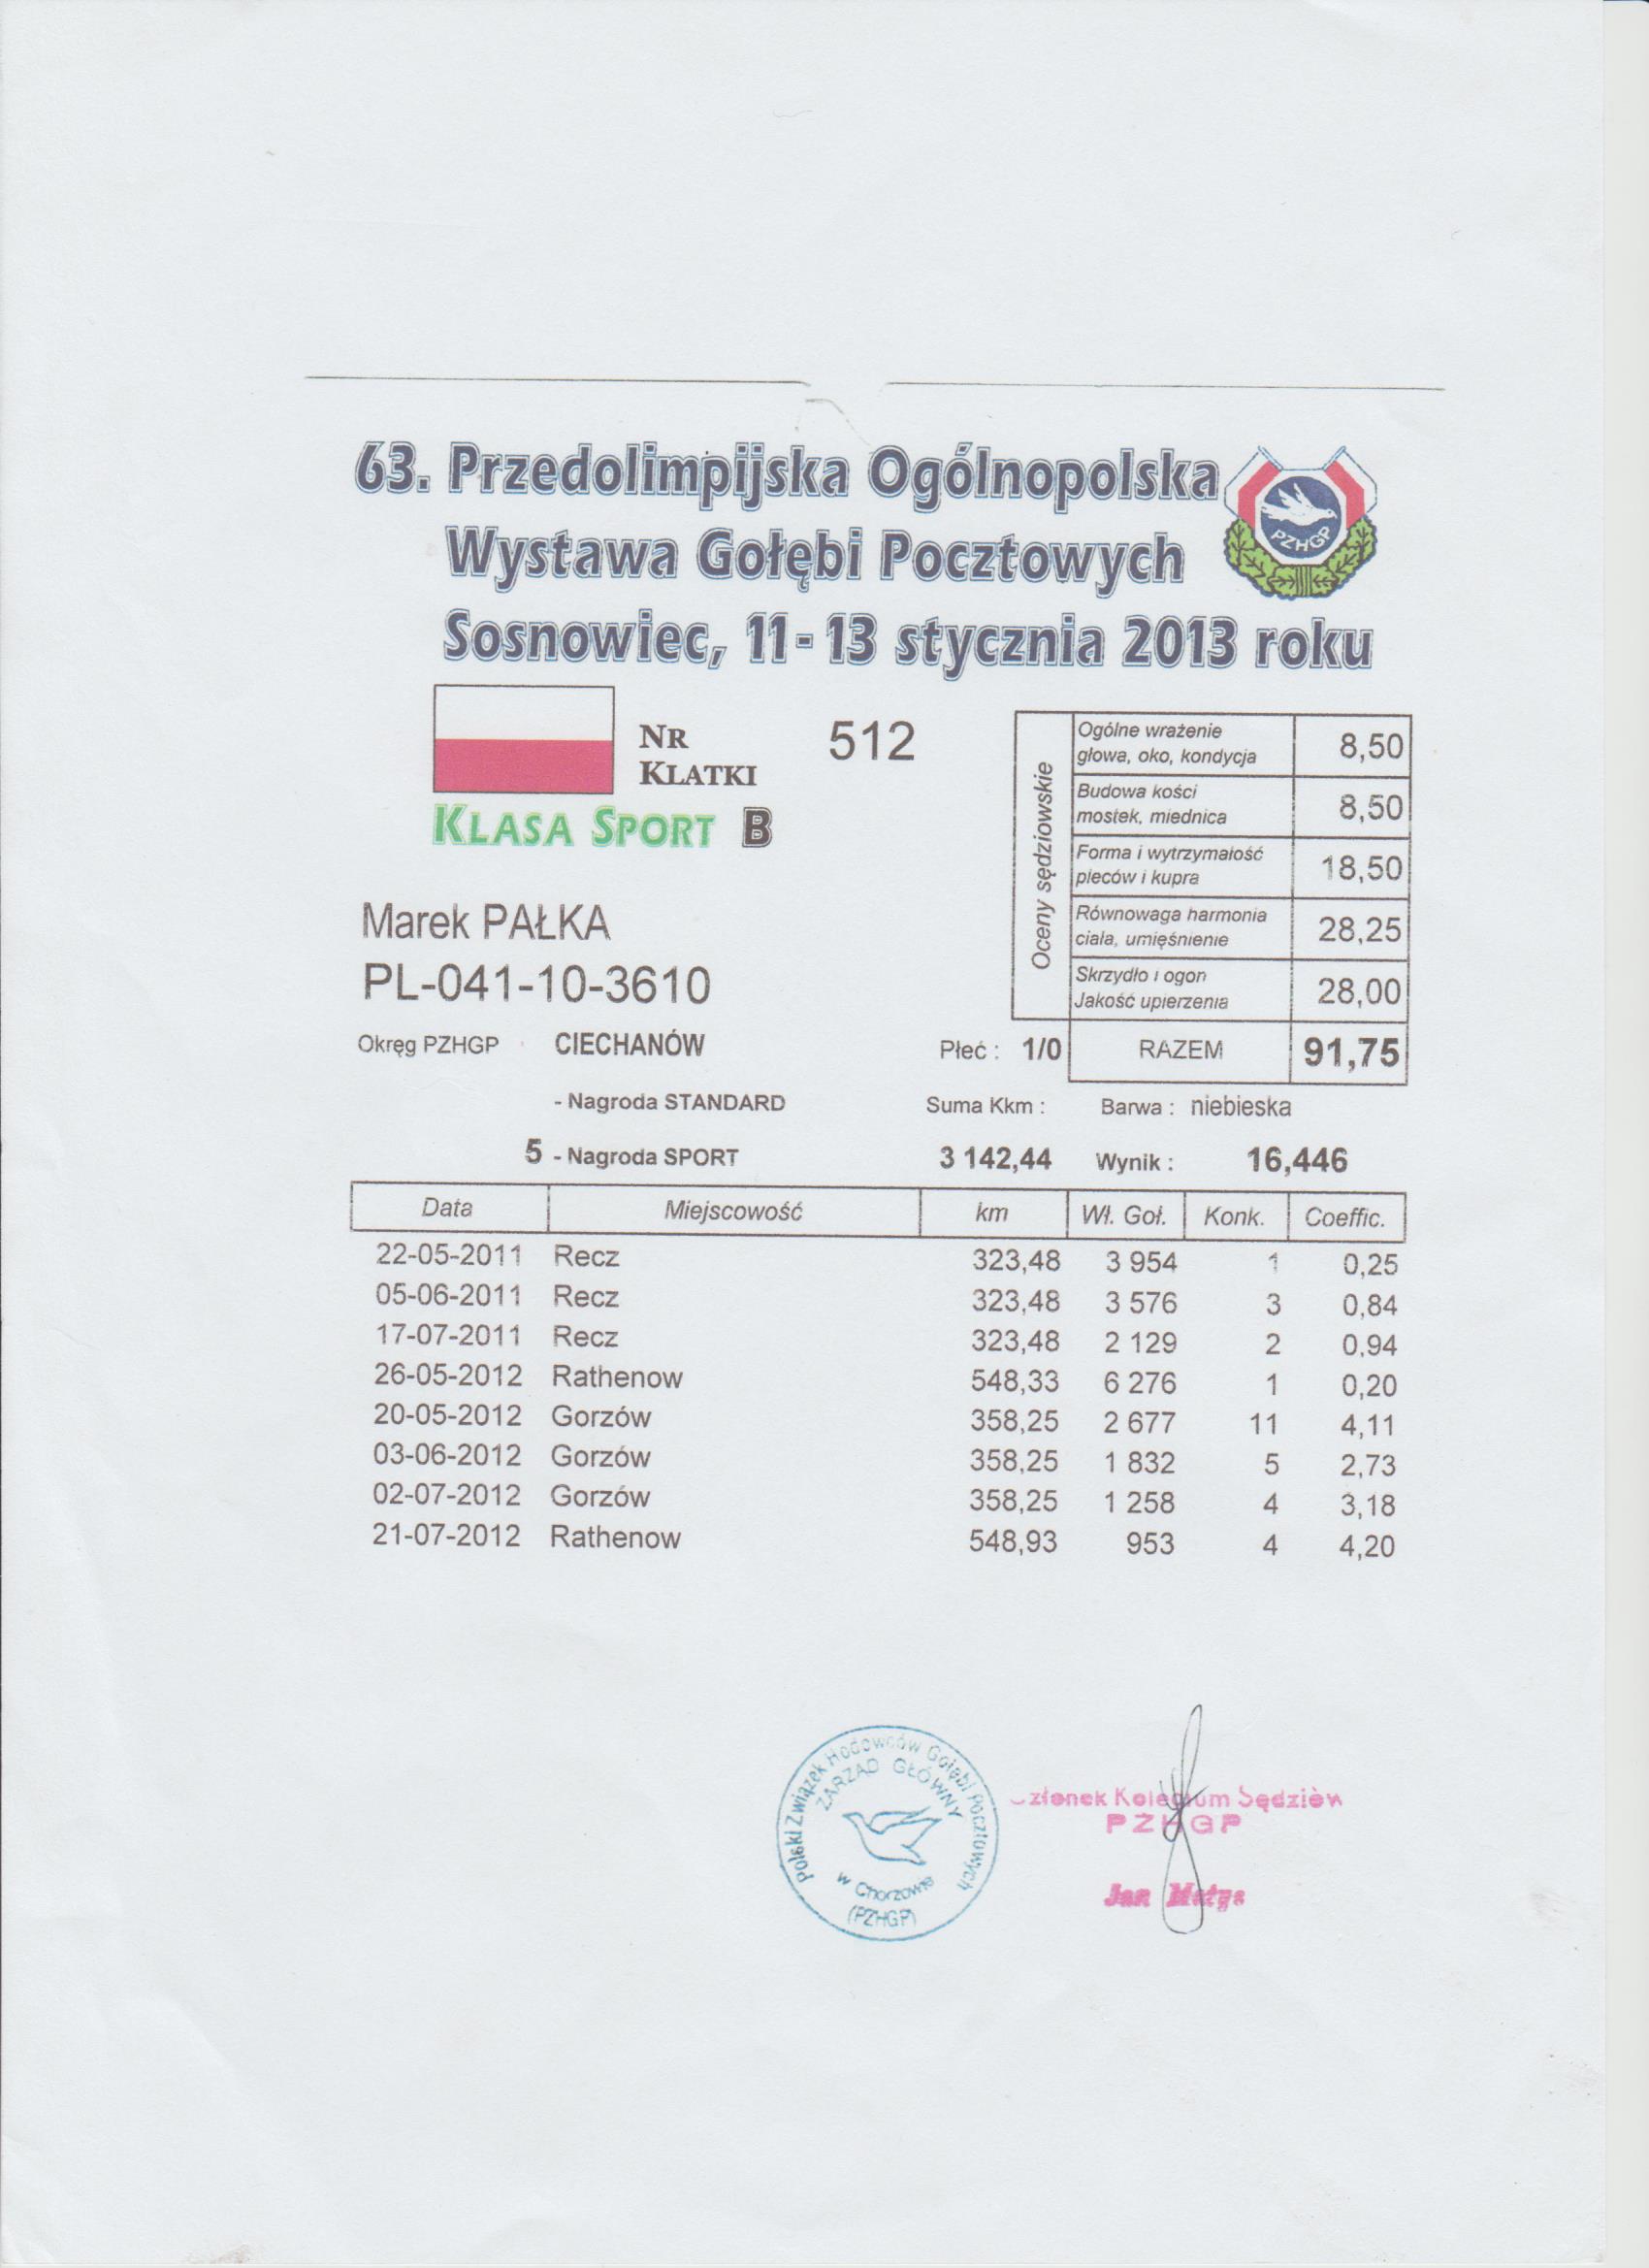 63. Przedolimpijska Ogólnopolska
Wystawa Gołębi Pocztowych
Sosnowiec, 11-13 stycznia 2013 roku
PZHGP
NR KLATKI 512
KLASA SPORT B
Oceny sędziowskie
Ogólne wrażenie głowa, oko, kondycja 8,50
Budowa kości mostek, miednica 8,50
Forma i wytrzymałość pleców i kupra 18,50
Równowaga harmonia ciała, umięśnienie 28,25
Skrzydło i ogon Jakość upierzenia 28,00
RAZEM 91,75
Marek PAŁKA
PL-041-10-3610
Okręg PZHGP CIECHANÓW Płeć : 1/0
- Nagroda STANDARD Suma Kkm : Barwa : niebieska
5 - Nagroda SPORT 3 142,44 Wynik : 16,446
Data Miejscowość km Wł. Goł. Konk. Coeffic.
22-05-2011 Recz 323,48 3 954 1 0,25
05-06-2011 Recz 323,48 3 576 3 0,84
17-07-2011 Recz 323,48 2 129 2 0,94
26-05-2012 Rathenow 548,33 6 276 1 0,20
20-05-2012 Gorzów 358,25 2 677 11 4,11
03-06-2012 Gorzów 358,25 1 832 5 2,73
02-07-2012 Gorzów 358,25 1 258 4 3,18
21-07-2012 Rathenow 548,93 953 4 4,20
Polski Związek Hodowców Gołębi Pocztowych
ZARZĄD GŁÓWNY
w Chorzowie
(PZHGP)
Członek Kolegium Sędziów
PZHGP
Jan